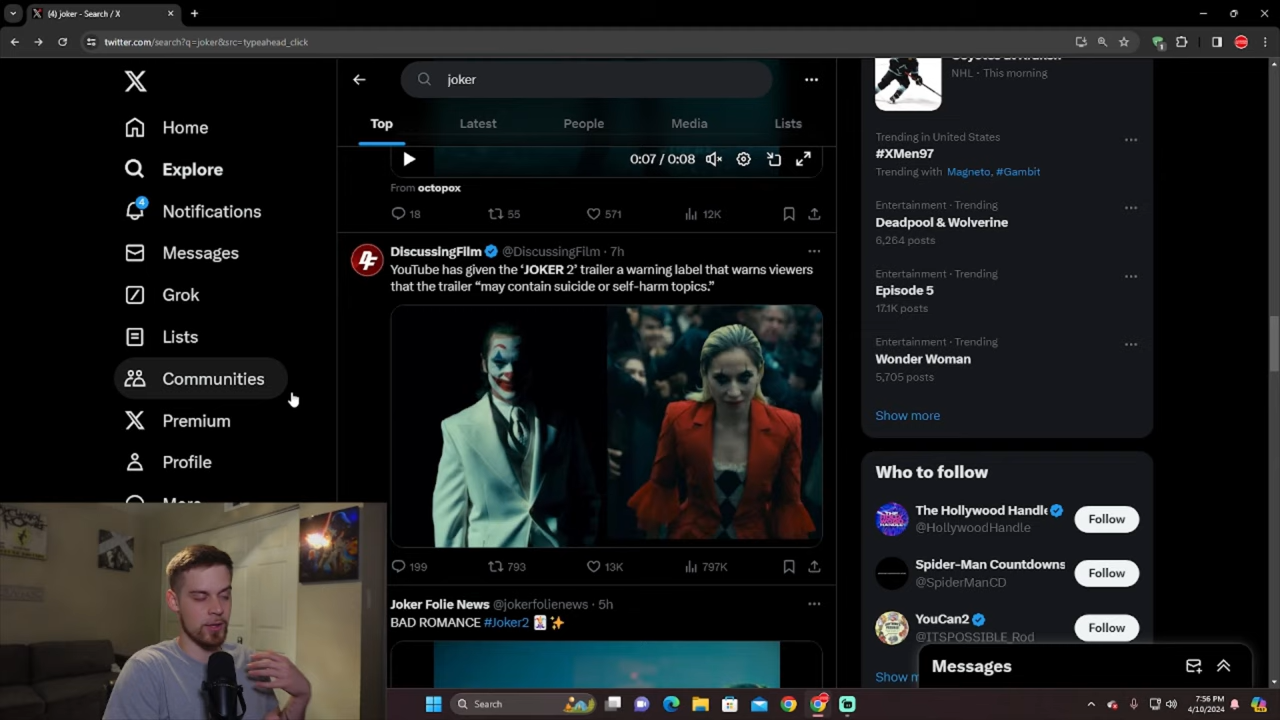 (4) joker - Search / X
twitter.com/search?q=joker&src=typeahead_click
Home
Explore
4
Notifications
Messages
Grok
Lists
Communities
Premium
Profile
joker
Top
Latest
People
Media
Lists
0:07 / 0:08
From octopox
18
55
571
12K
DiscussingFilm @DiscussingFilm · 7h
YouTube has given the ‘JOKER 2’ trailer a warning label that warns viewers
that the trailer “may contain suicide or self-harm topics.”
199
793
13K
797K
Joker Folie News @jokerfolienews · 5h
BAD ROMANCE #Joker2
NHL · This morning
Trending in United States
#XMen97
Trending with Magneto, #Gambit
Entertainment · Trending
Deadpool & Wolverine
6,264 posts
Entertainment · Trending
Episode 5
17.1K posts
Entertainment · Trending
Wonder Woman
5,705 posts
Show more
Who to follow
The Hollywood Handle
@HollywoodHandle
Follow
Spider-Man Countdowns
@SpiderManCD
Follow
YouCan2
@ITSPOSSIBLE_Rod
Follow
Messages
Search
7:56 PM
4/10/2024